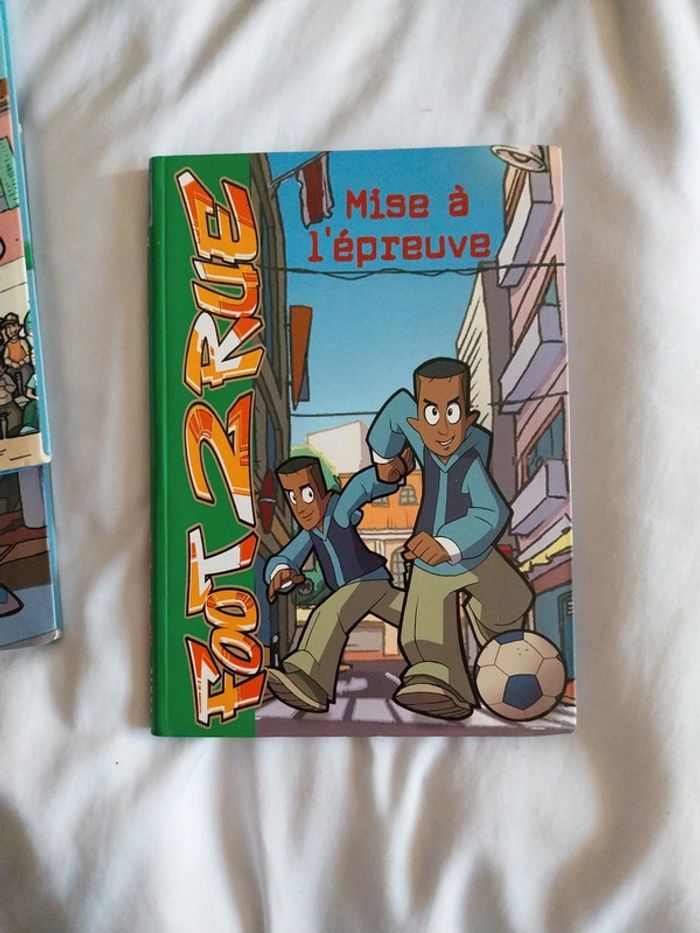 FOOT 2 RUE
Mise à
l'épreuve